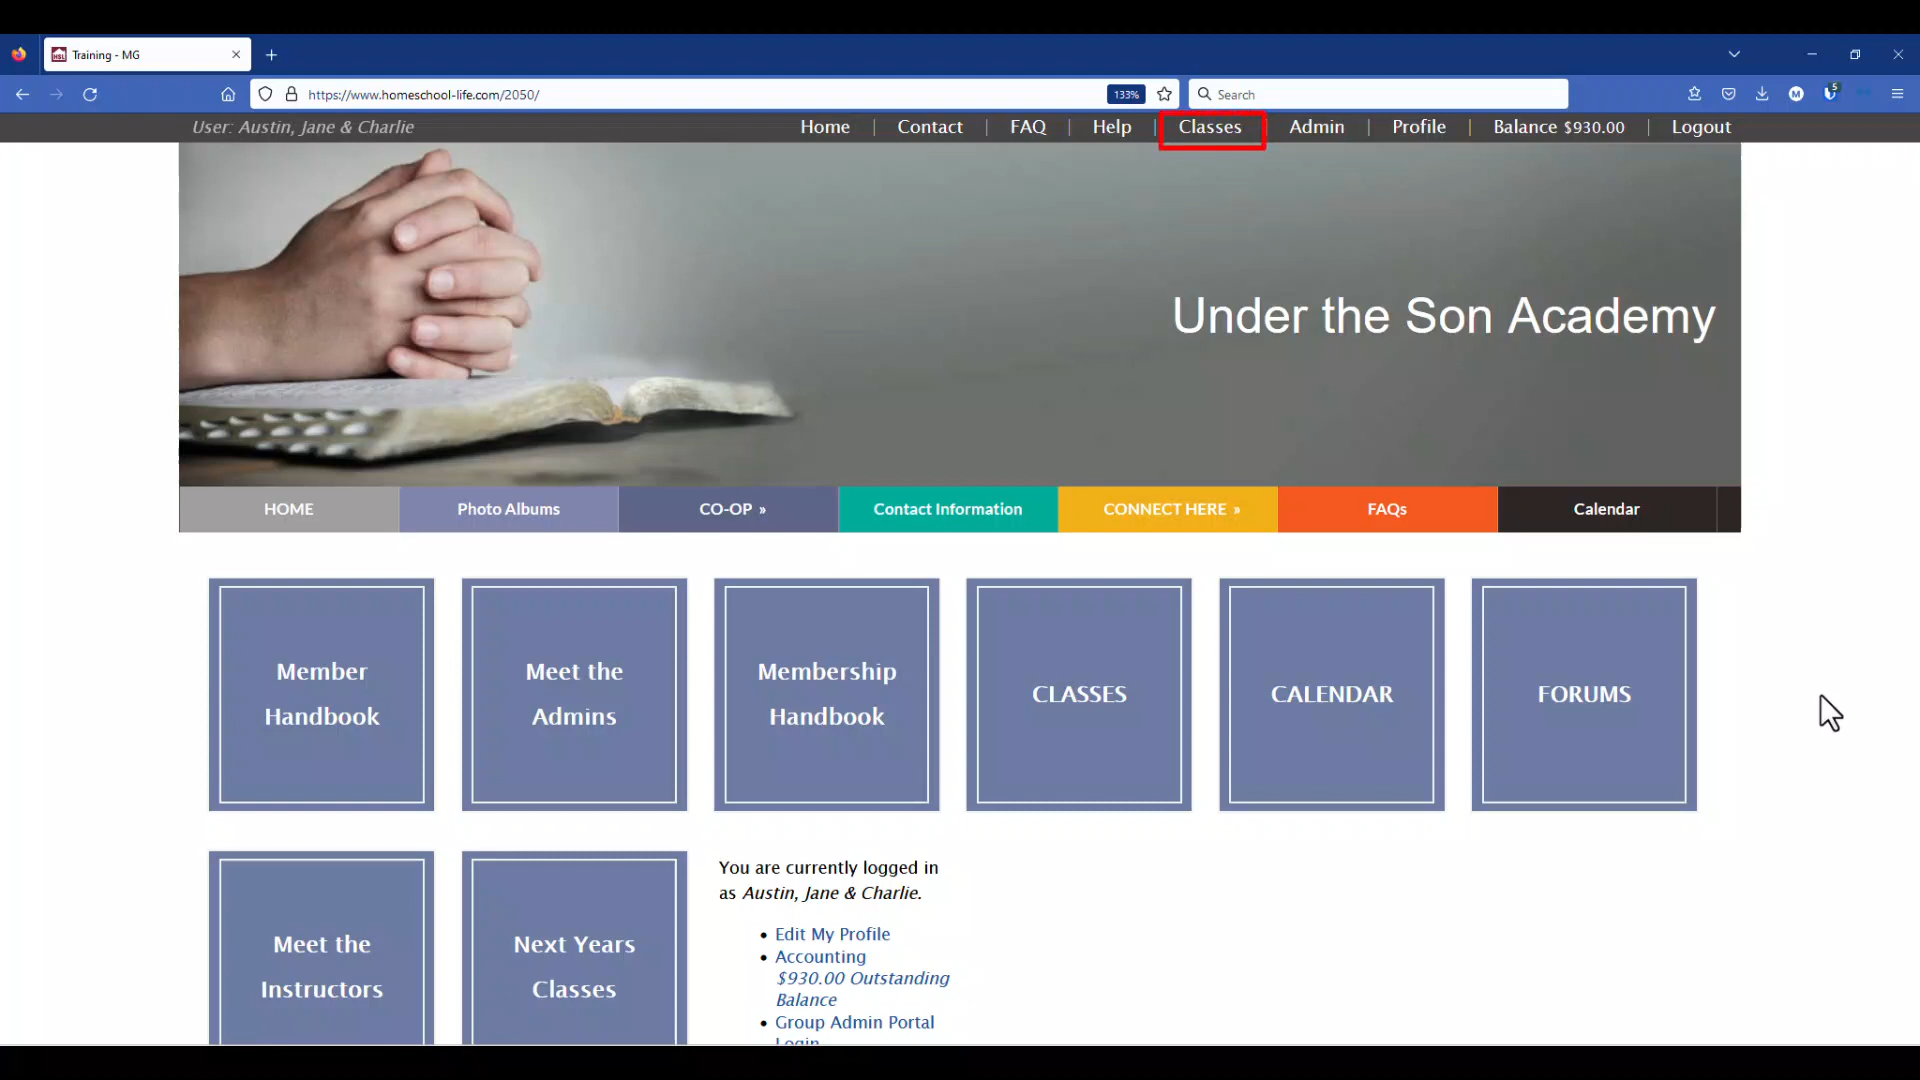 Training - MG
https://www.homeschool-life.com/2050/
133%
Search
5
User: Austin, Jane & Charlie
Home | Contact | FAQ | Help | Classes | Admin | Profile | Balance $930.00 | Logout
Under the Son Academy
HOME
Photo Albums
CO-OP »
Contact Information
CONNECT HERE »
FAQs
Calendar
Member
Handbook
Meet the
Admins
Membership
Handbook
CLASSES
CALENDAR
FORUMS
Meet the
Instructors
Next Years
Classes
You are currently logged in
as Austin, Jane & Charlie.
• Edit My Profile
• Accounting
$930.00 Outstanding
Balance
• Group Admin Portal
Login